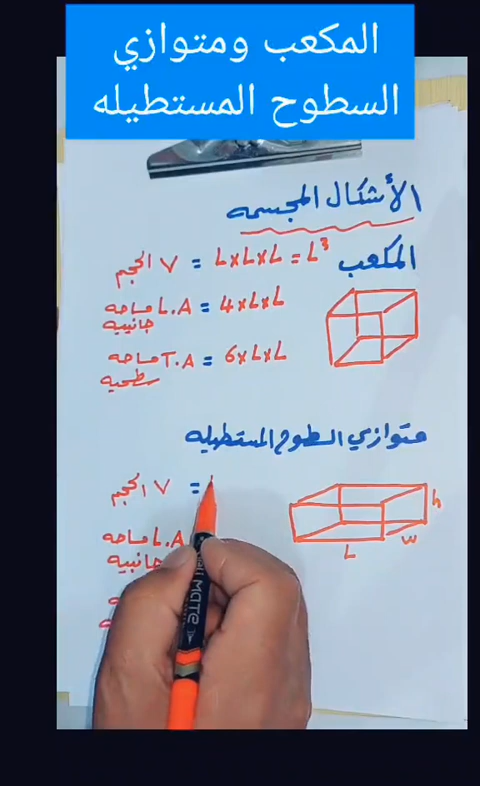 المكعب ومتوازي
السطوح المستطيله
الأشكال المجسمه
المكعب
V الحجم = L×L×L = L³
L.A مساحه جانبيه = 4×L×L
T.A مساحه سطحيه = 6×L×L
متوازي السطوح المستطيله
V الحجم =
h
w
L
L.A مساحه
جانبيه
MATE